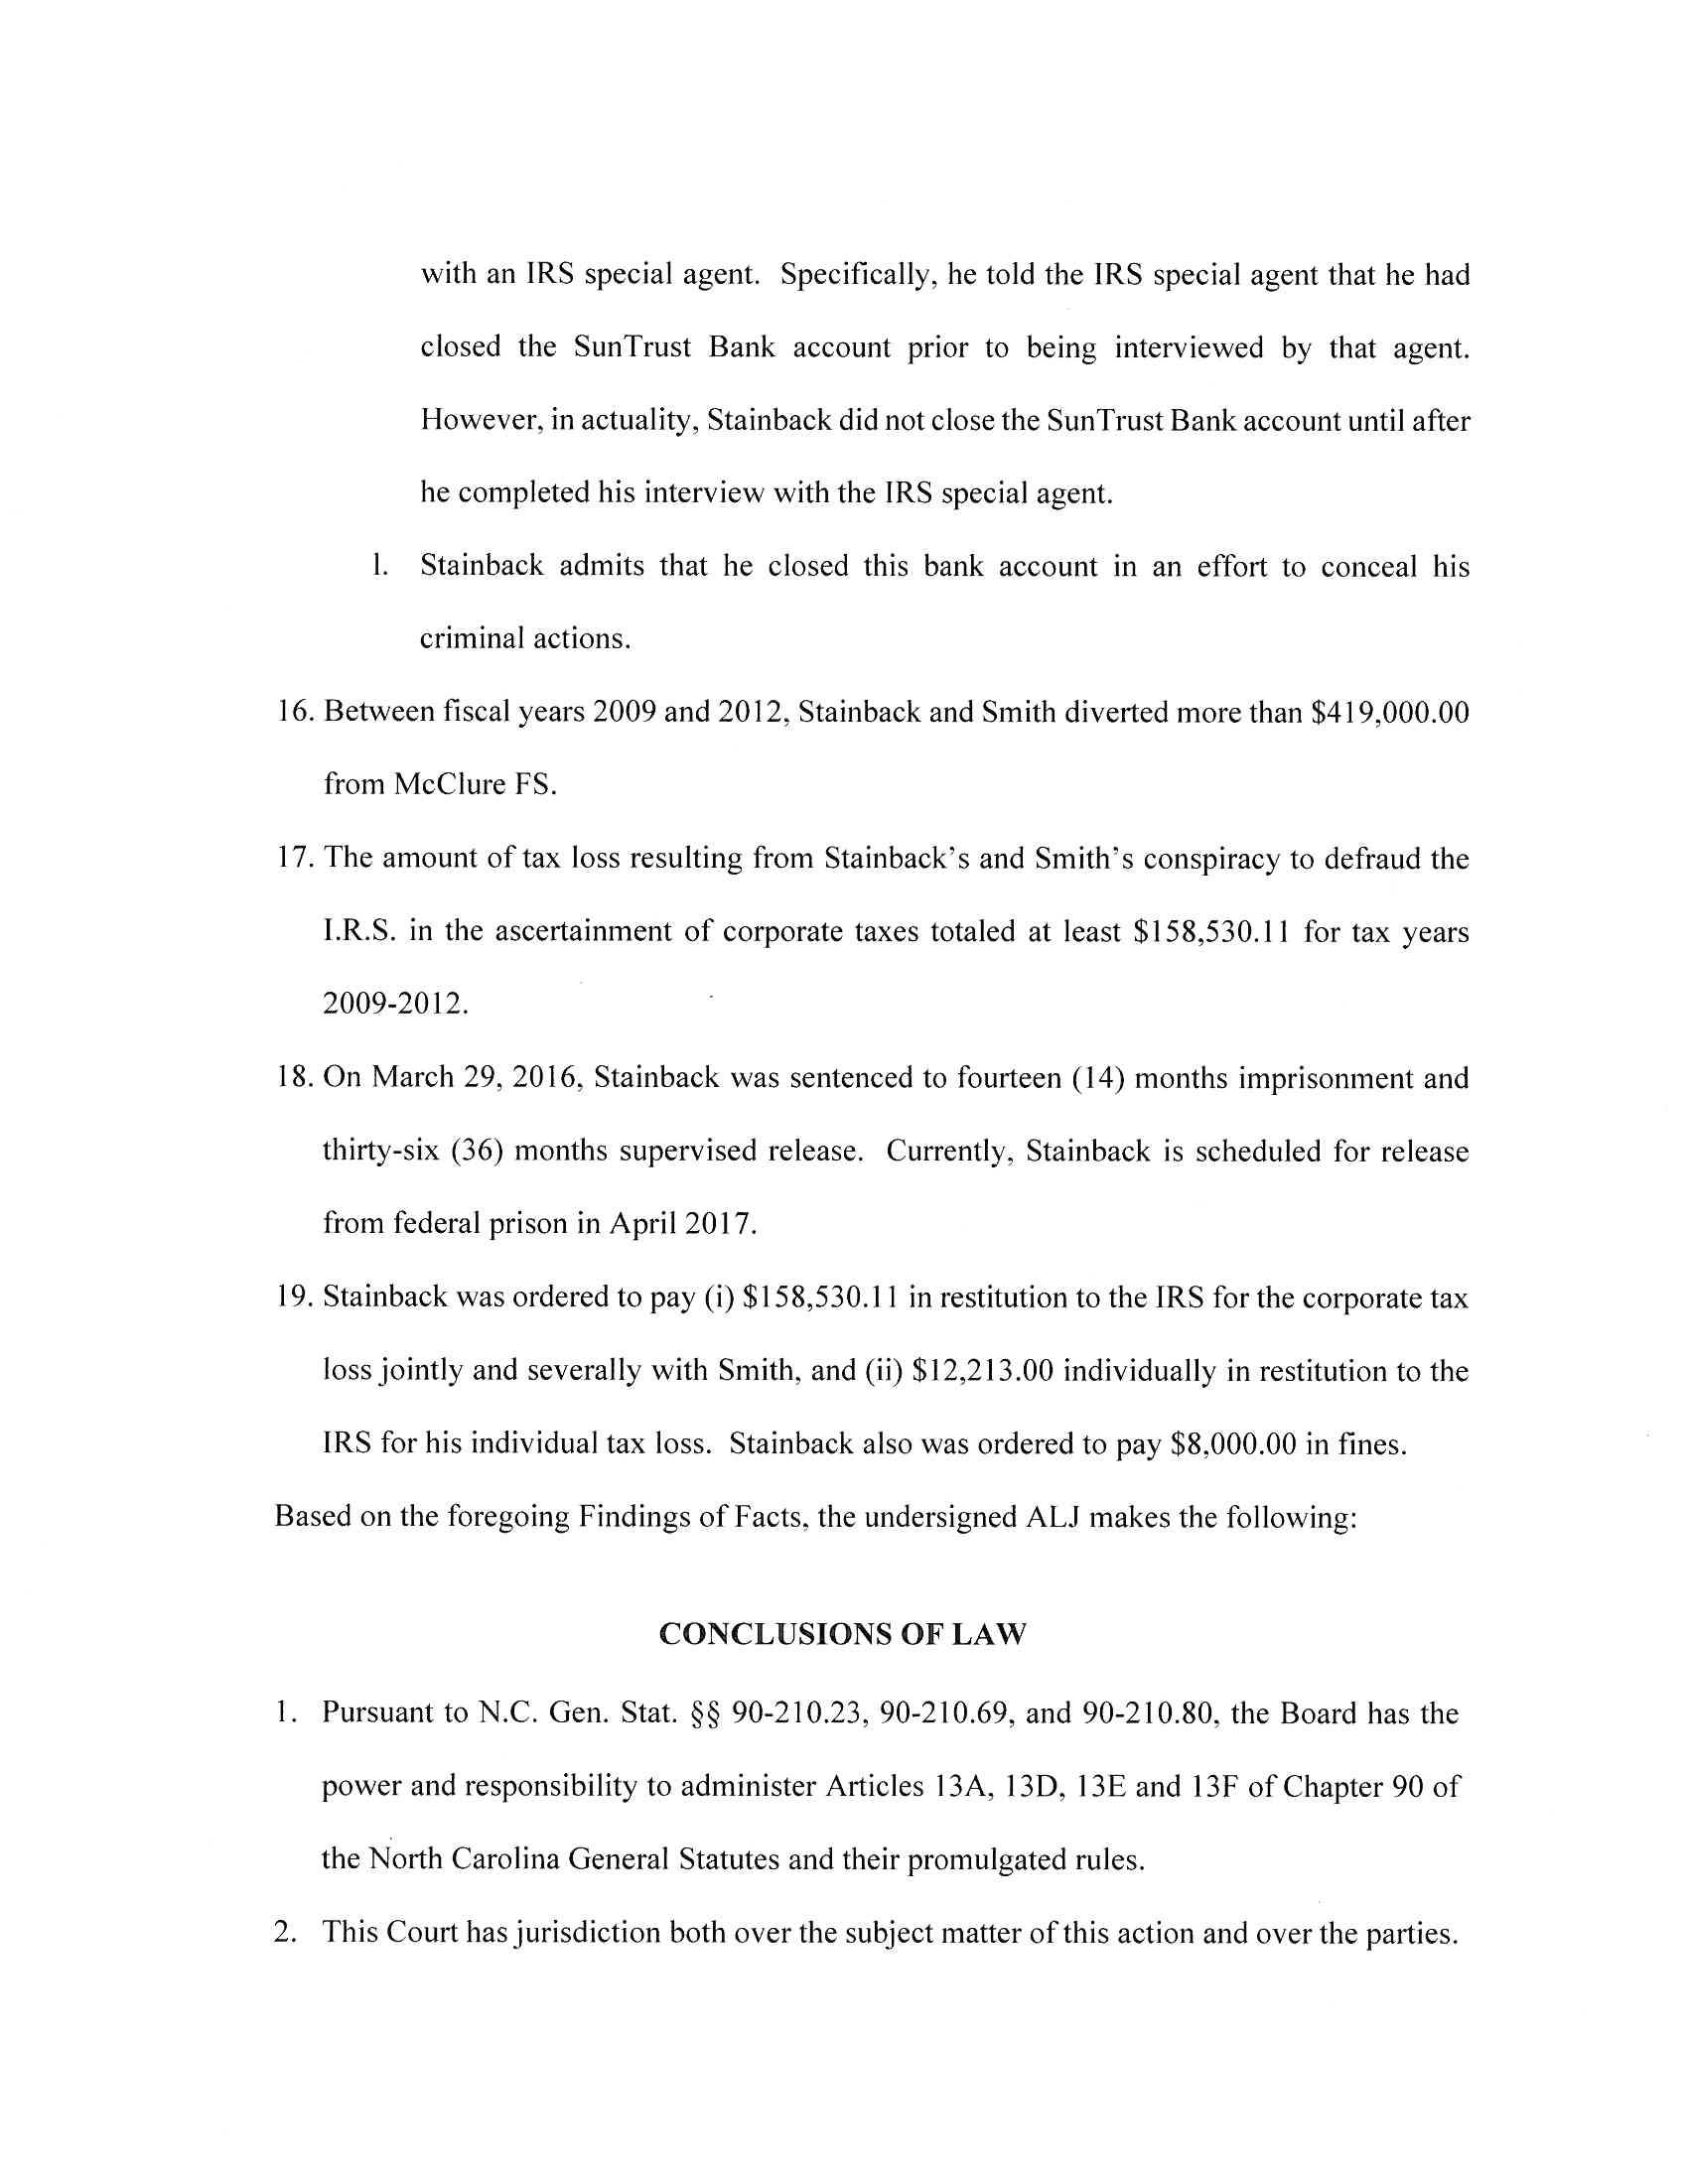 with an IRS special agent. Specifically, he told the IRS special agent that he had
closed the SunTrust Bank account prior to being interviewed by that agent.
However, in actuality, Stainback did not close the SunTrust Bank account until after
he completed his interview with the IRS special agent.
l. Stainback admits that he closed this bank account in an effort to conceal his
criminal actions.
16. Between fiscal years 2009 and 2012, Stainback and Smith diverted more than $419,000.00
from McClure FS.
17. The amount of tax loss resulting from Stainback's and Smith's conspiracy to defraud the
I.R.S. in the ascertainment of corporate taxes totaled at least $158,530.11 for tax years
2009-2012.
18. On March 29, 2016, Stainback was sentenced to fourteen (14) months imprisonment and
thirty-six (36) months supervised release. Currently, Stainback is scheduled for release
from federal prison in April 2017.
19. Stainback was ordered to pay (i) $158,530.11 in restitution to the IRS for the corporate tax
loss jointly and severally with Smith, and (ii) $12,213.00 individually in restitution to the
IRS for his individual tax loss. Stainback also was ordered to pay $8,000.00 in fines.
Based on the foregoing Findings of Facts, the undersigned ALJ makes the following:
CONCLUSIONS OF LAW
1. Pursuant to N.C. Gen. Stat. §§ 90-210.23, 90-210.69, and 90-210.80, the Board has the
power and responsibility to administer Articles 13A, 13D, 13E and 13F of Chapter 90 of
the North Carolina General Statutes and their promulgated rules.
2. This Court has jurisdiction both over the subject matter of this action and over the parties.